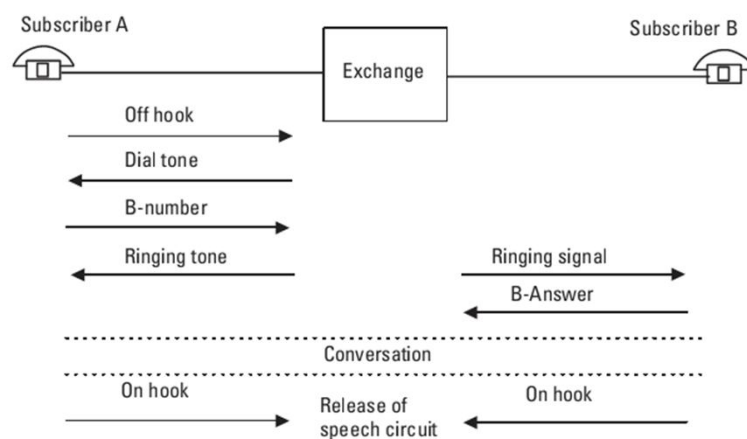 Subscriber A
Subscriber B
Exchange
Off hook
Dial tone
B-number
Ringing tone
Ringing signal
B-Answer
Conversation
On hook
Release of
speech circuit
On hook